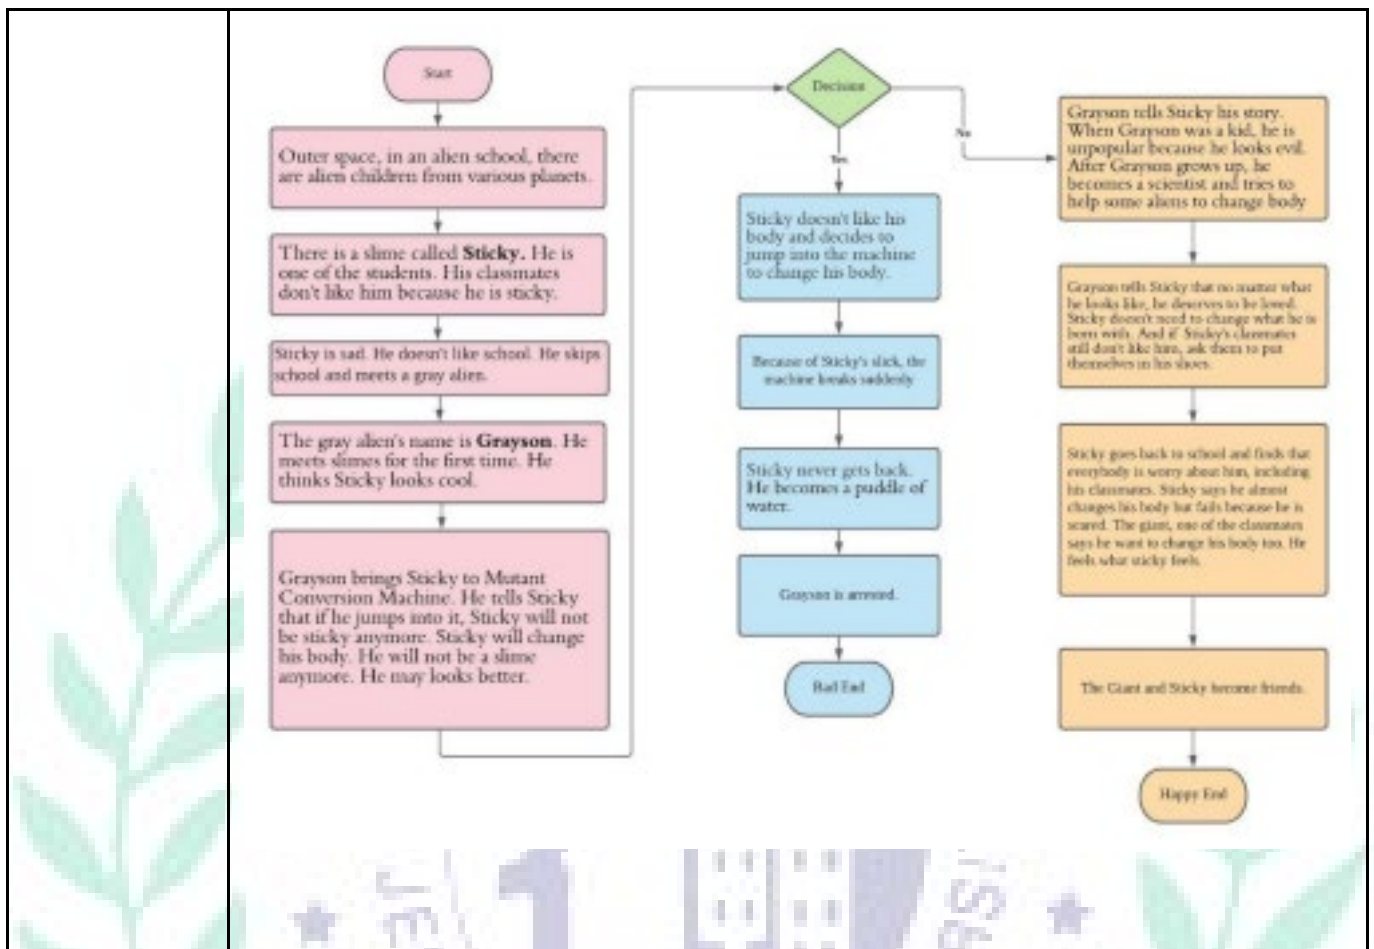 Start
Outer space, in an alien school, there
are alien children from various planets.
There is a slime called Sticky. He is
one of the students. His classmates
don't like him because he is sticky.
Sticky is sad. He doesn't like school. He skips
school and meets a gray alien.
The gray alien's name is Grayson. He
meets slimes for the first time. He
thinks Sticky looks cool.
Grayson brings Sticky to Mutant
Conversion Machine. He tells Sticky
that if he jumps into it, Sticky will not
be sticky anymore. Sticky will change
his body. He will not be a slime
anymore. He may looks better.
Decision
Yes
No
Sticky doesn't like his
body and decides to
jump into the machine
to change his body.
Because of Sticky's slick, the
machine breaks suddenly
Sticky never gets back.
He becomes a puddle of
water.
Grayson is arrested.
Bad End
Grayson tells Sticky his story.
When Grayson was a kid, he is
unpopular because he looks evil.
After Grayson grows up, he
becomes a scientist and tries to
help some aliens to change body
Grayson tells Sticky that no matter what
he looks like, he deserves to be loved.
Sticky doesn't need to change what he is
born with. And if Sticky's classmates
still don't like him, ask them to put
themselves in his shoes.
Sticky goes back to school and finds that
everybody is worry about him, including
his classmates. Sticky says he almost
changes his body but fails because he is
scared. The giant, one of the classmates
says he want to change his body too. He
feels what sticky feels.
The Giant and Sticky become friends.
Happy End
1